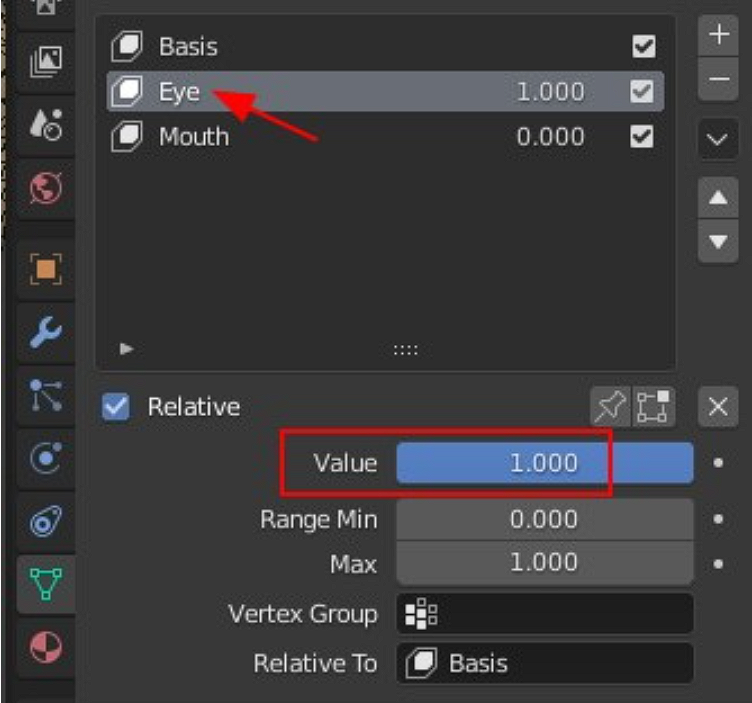 Basis
Eye 1.000
Mouth 0.000
Relative
Value 1.000
Range Min 0.000
Max 1.000
Vertex Group
Relative To Basis